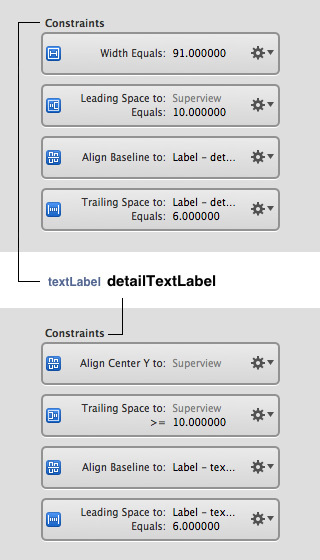 Constraints
Width Equals: 91.000000
Leading Space to: Superview
Equals: 10.000000
Align Baseline to: Label – det...
Trailing Space to: Label – det...
Equals: 6.000000
textLabel detailTextLabel
Constraints
Align Center Y to: Superview
Trailing Space to: Superview
>= 10.000000
Align Baseline to: Label – tex...
Leading Space to: Label – tex...
Equals: 6.000000